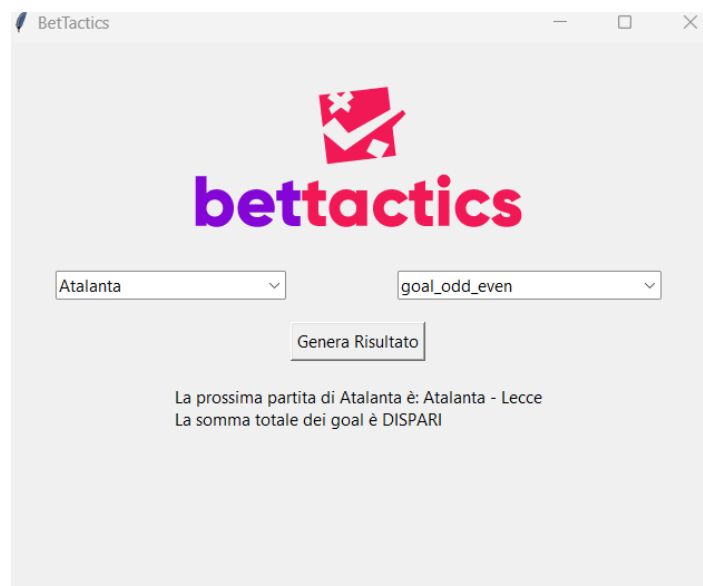 BetTactics
bettactics
Atalanta
goal_odd_even
Genera Risultato
La prossima partita di Atalanta è: Atalanta - Lecce
La somma totale dei goal è DISPARI